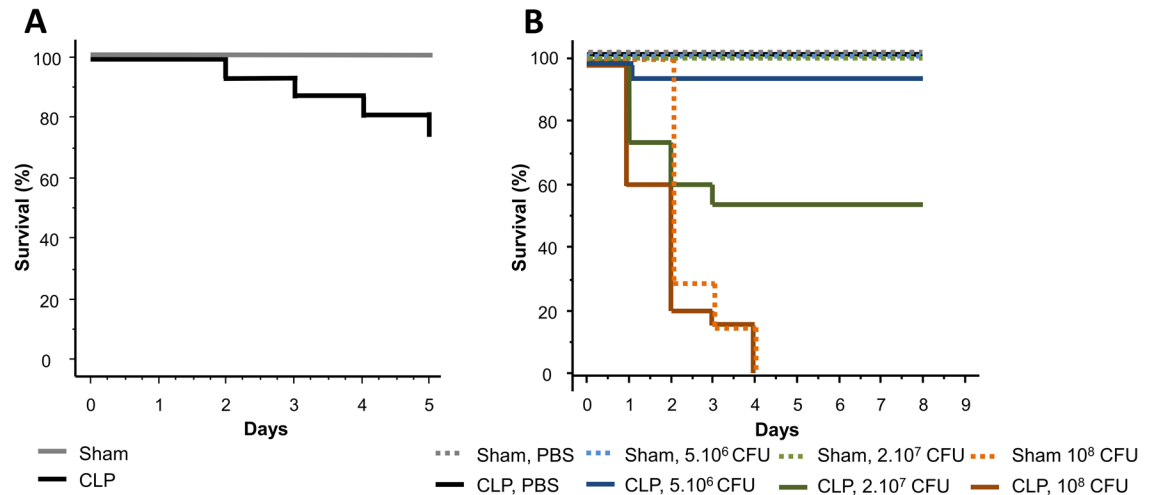 A
B
Survival (%)
100
80
60
40
20
0
0 1 2 3 4 5
Days
Sham
CLP
Survival (%)
100
80
60
40
20
0
0 1 2 3 4 5 6 7 8 9
Days
Sham, PBS Sham, 5.10⁶ CFU Sham, 2.10⁷ CFU Sham 10⁸ CFU
CLP, PBS CLP, 5.10⁶ CFU CLP, 2.10⁷ CFU CLP, 10⁸ CFU